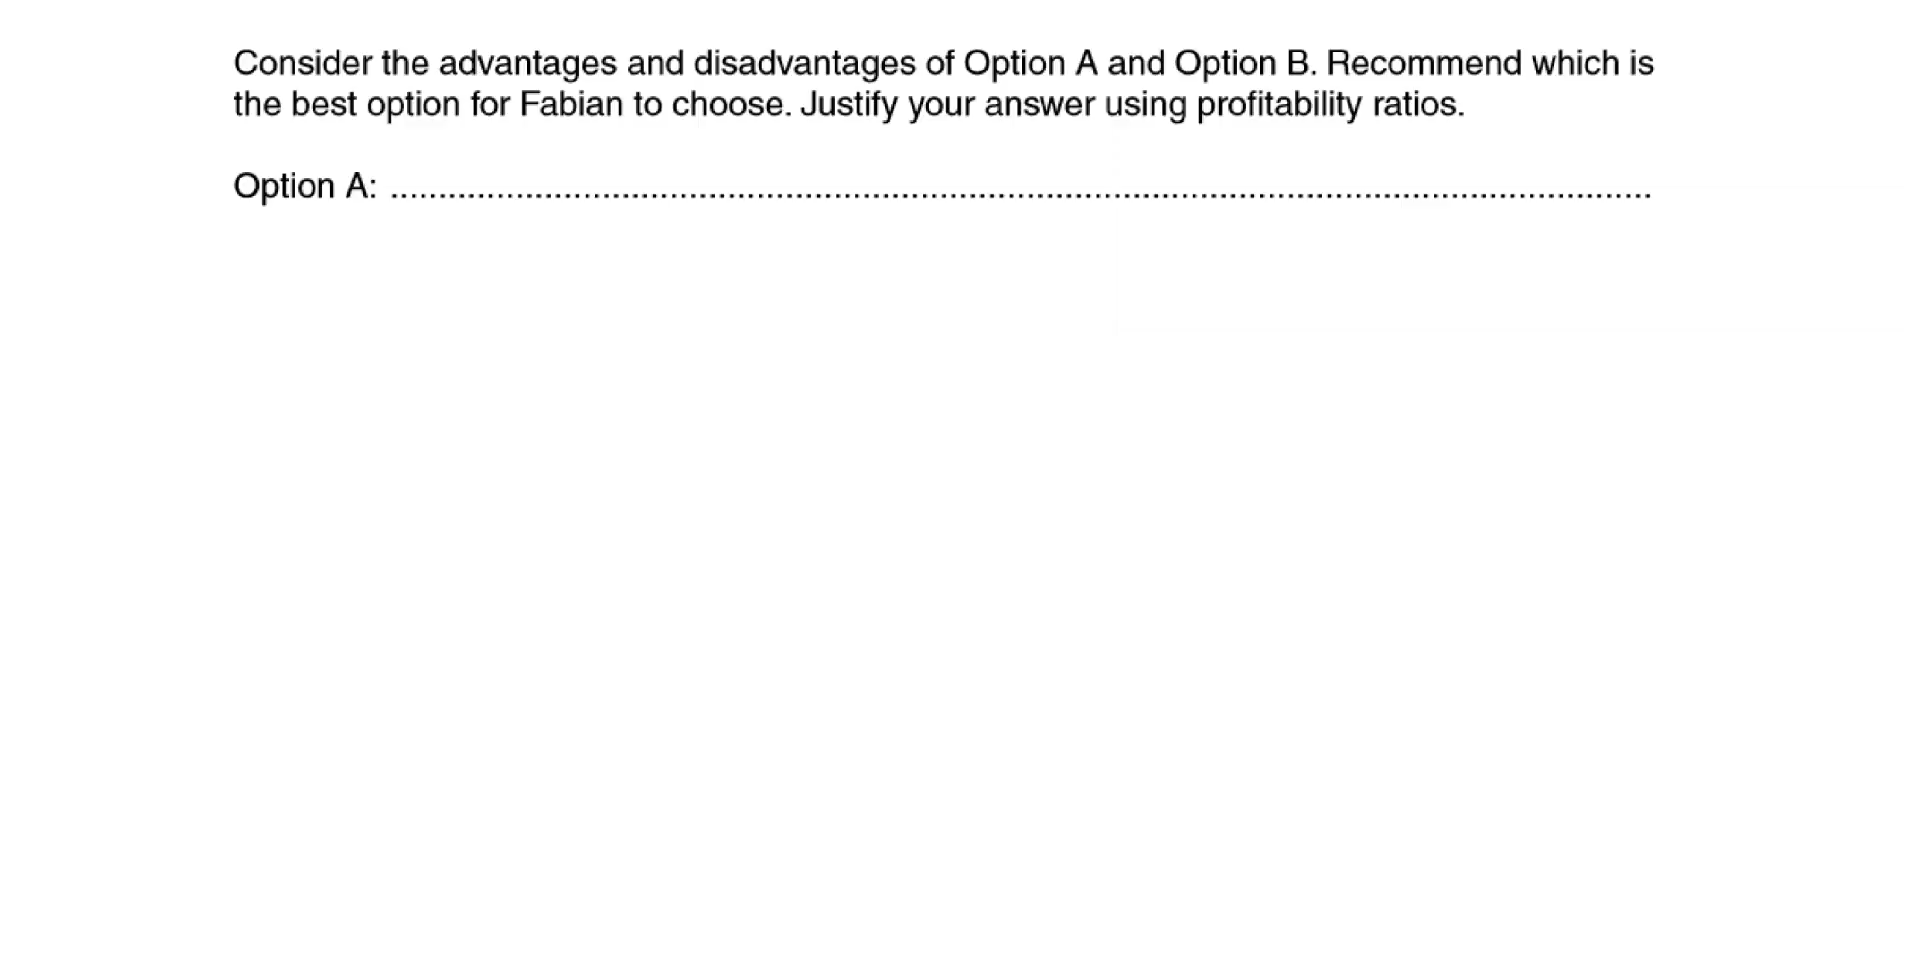 Consider the advantages and disadvantages of Option A and Option B. Recommend which is
the best option for Fabian to choose. Justify your answer using profitability ratios.
Option A: ....................................................................................................................................